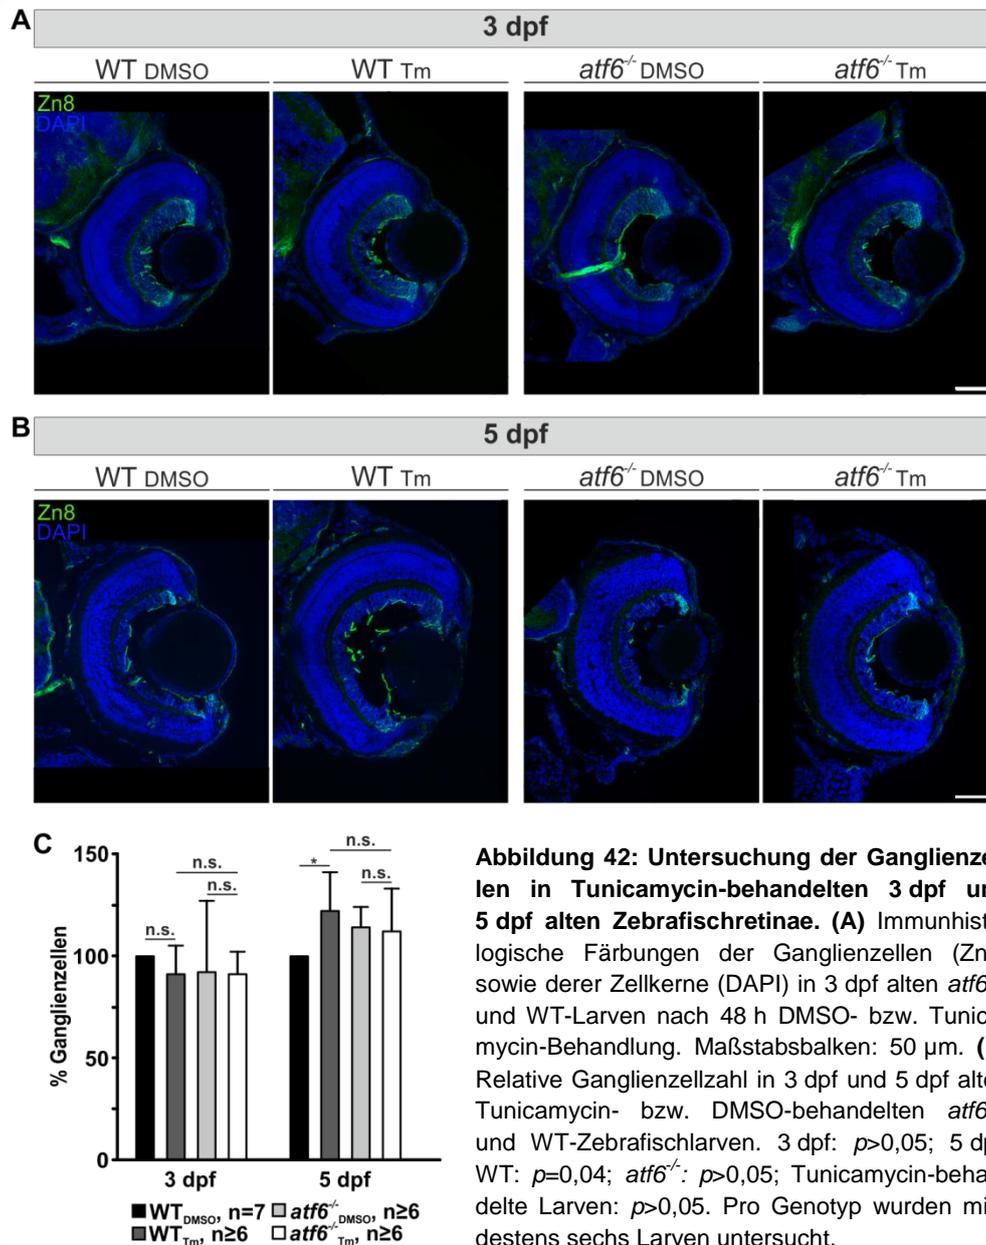 A
3 dpf
WT DMSO
WT Tm
atf6-/- DMSO
atf6-/- Tm
Zn8
DAPI
B
5 dpf
WT DMSO
WT Tm
atf6-/- DMSO
atf6-/- Tm
Zn8
DAPI
C
% Ganglienzellen
150
100
50
0
n.s.
n.s.
n.s.
n.s.
*
n.s.
3 dpf
5 dpf
WT DMSO, n=7
atf6-/- DMSO, n≥6
WT Tm, n≥6
atf6-/- Tm, n≥6
Abbildung 42: Untersuchung der Ganglienze
len in Tunicamycin-behandelten 3 dpf un
5 dpf alten Zebrafischretinae. (A) Immunhist
logische Färbungen der Ganglienzellen (Zn
sowie derer Zellkerne (DAPI) in 3 dpf alten atf6
und WT-Larven nach 48 h DMSO- bzw. Tunic
mycin-Behandlung. Maßstabsbalken: 50 µm. (
Relative Ganglienzellzahl in 3 dpf und 5 dpf alte
Tunicamycin- bzw. DMSO-behandelten atf6
und WT-Zebrafischlarven. 3 dpf: p>0,05; 5 dp
WT: p=0,04; atf6-/-: p>0,05; Tunicamycin-beha
delte Larven: p>0,05. Pro Genotyp wurden mi
destens sechs Larven untersucht.